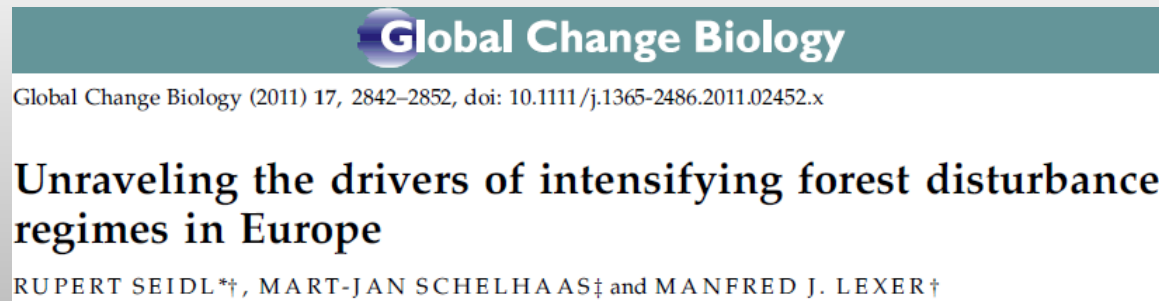 Global Change Biology
Global Change Biology (2011) 17, 2842–2852, doi: 10.1111/j.1365-2486.2011.02452.x
Unraveling the drivers of intensifying forest disturbance
regimes in Europe
RUPERT SEIDL*†, MART-JAN SCHELHAAS‡ and MANFRED J. LEXER†